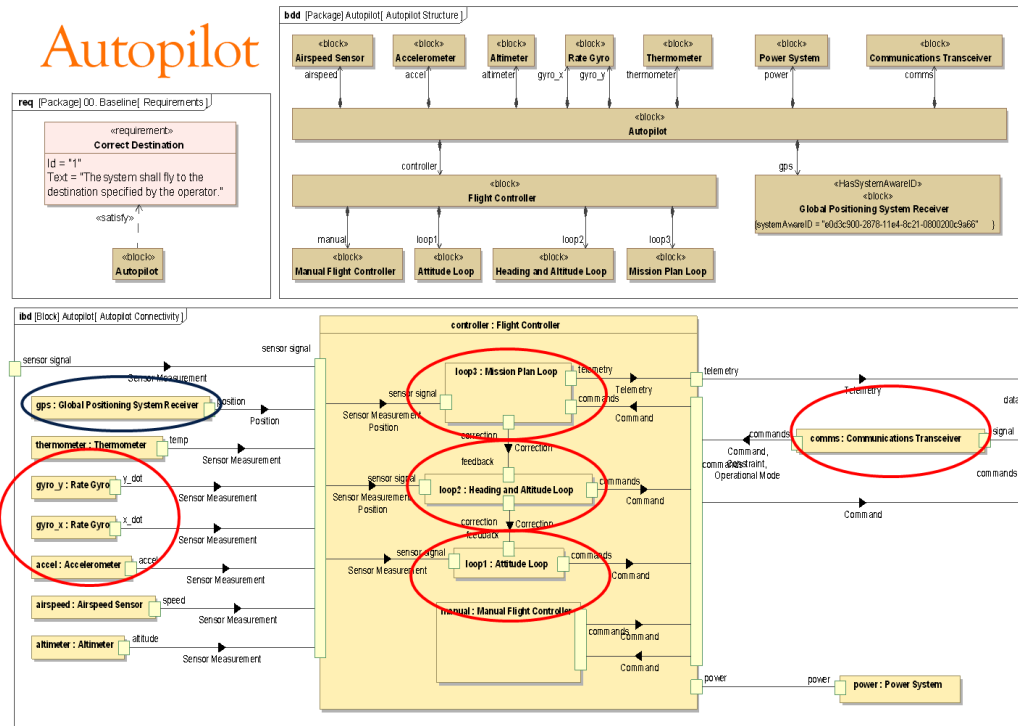 Autopilot
req [Package] 00. Baseline[ Requirements]
«requirement»
Correct Destination
Id = "1"
Text = "The system shall fly to the
destination specified by the operator."
«satisfy»
«block»
Autopilot
bdd [Package] Autopilot[ Autopilot Structure ]
«block»
Airspeed Sensor
«block»
Accelerometer
«block»
Altimeter
«block»
Rate Gyro
«block»
Thermometer
«block»
Power System
«block»
Communications Transceiver
airspeed
accel
altimeter
gyro_x
gyro_y
thermometer
power
comms
«block»
Autopilot
controller
gps
«block»
Flight Controller
«HasSystemAwareID»
«block»
Global Positioning System Receiver
{systemAwareID = "e0d3c900-2878-11e4-8c21-0800200c9a66" }
manual
loop1
loop2
loop3
«block»
Manual Flight Controller
«block»
Attitude Loop
«block»
Heading and Altitude Loop
«block»
Mission Plan Loop
ibd [Block] Autopilot[ Autopilot Connectivity ]
controller : Flight Controller
sensor signal
Sensor Measurement
sensor signal
gps : Global Positioning System Receiver
position
Position
thermometer : Thermometer
temp
Sensor Measurement
gyro_y : Rate Gyro
y_dot
Sensor Measurement
gyro_x : Rate Gyro
x_dot
Sensor Measurement
accel : Accelerometer
accel
Sensor Measurement
airspeed : Airspeed Sensor
speed
Sensor Measurement
altimeter : Altimeter
altitude
Sensor Measurement
loop3 : Mission Plan Loop
sensor signal
Sensor Measurement
Position
telemetry
Telemetry
commands
Command
correction
Correction
feedback
loop2 : Heading and Altitude Loop
sensor signal
Sensor Measurement
Position
commands
Command
correction
Correction
feedback
loop1 : Attitude Loop
sensor signal
Sensor Measurement
commands
Command
manual : Manual Flight Controller
commands
Command
Command
telemetry
Telemetry
data
comms : Communications Transceiver
signal
commands
Command,
Constraint,
Operational Mode
commands
commands
Command
power
power
power : Power System